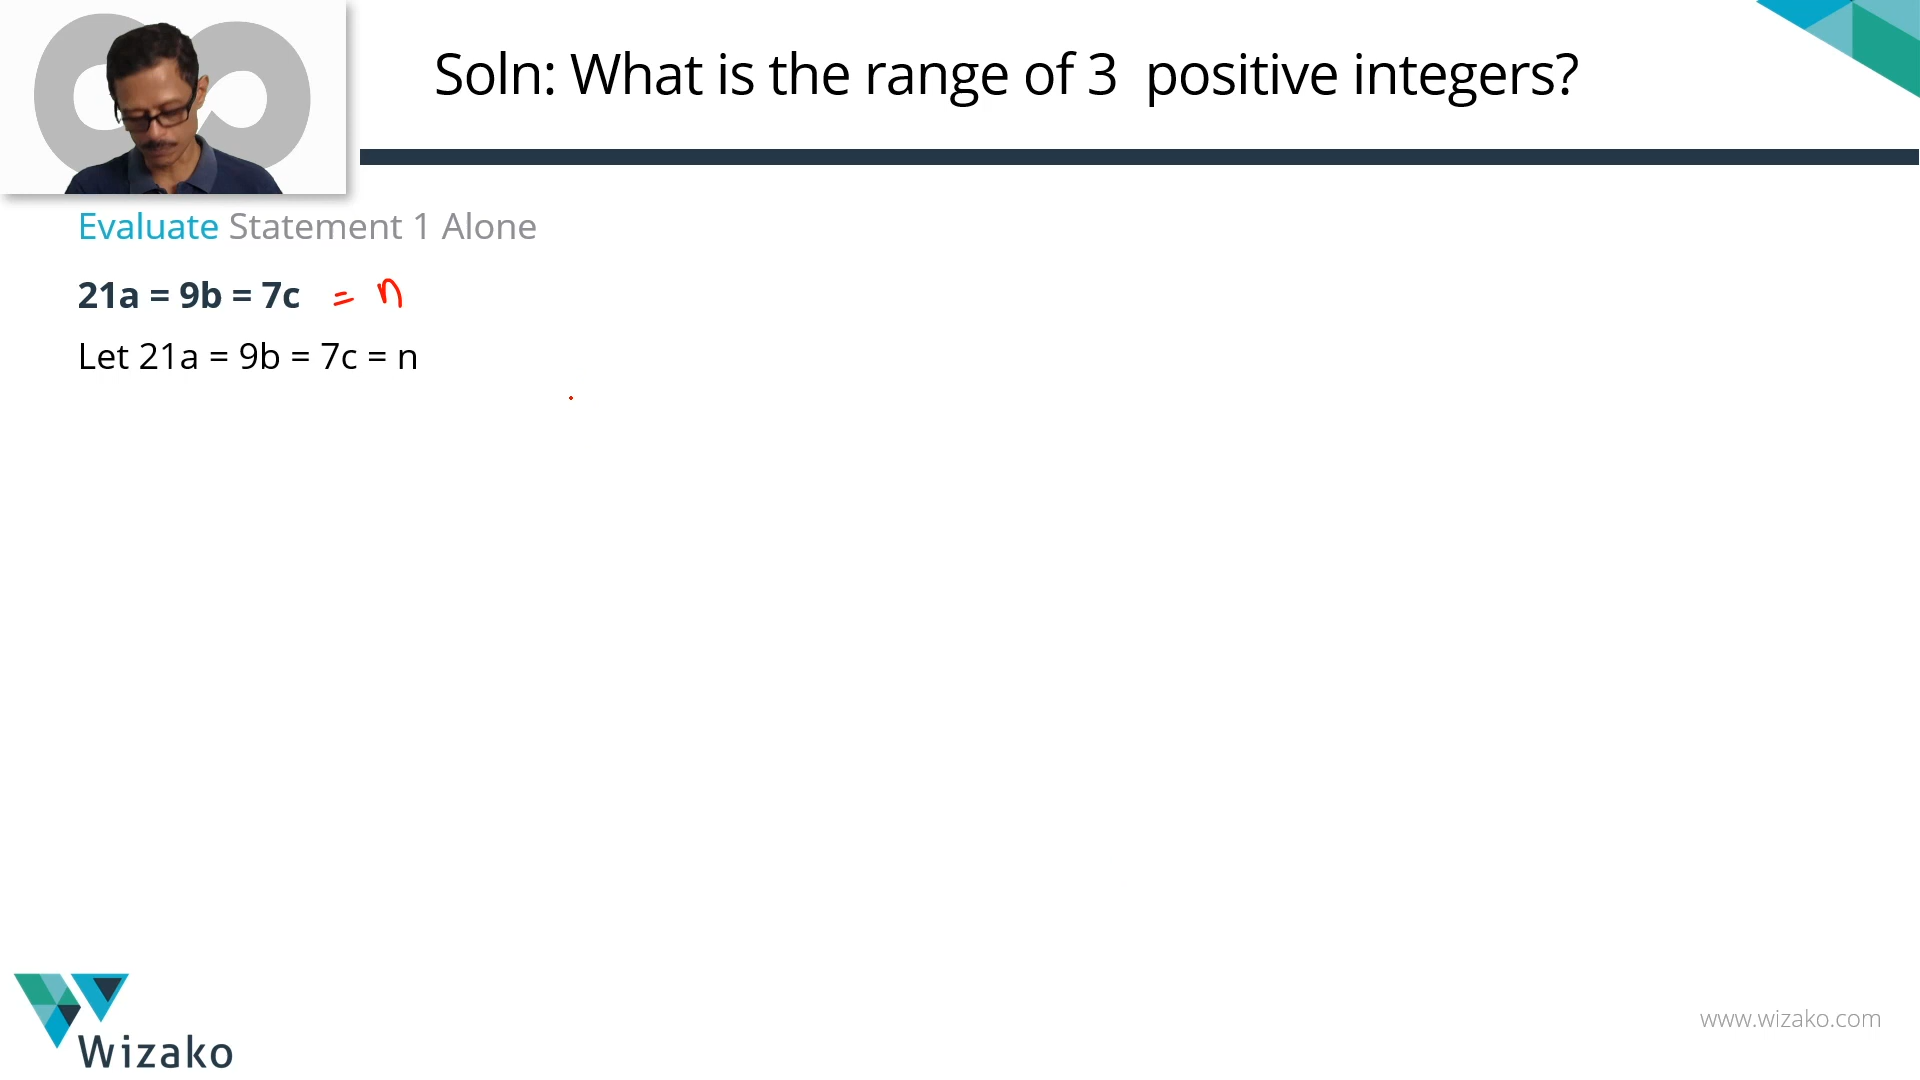 Soln: What is the range of 3 positive integers?
Evaluate Statement 1 Alone
21a = 9b = 7c = n
Let 21a = 9b = 7c = n
Wizako
www.wizako.com